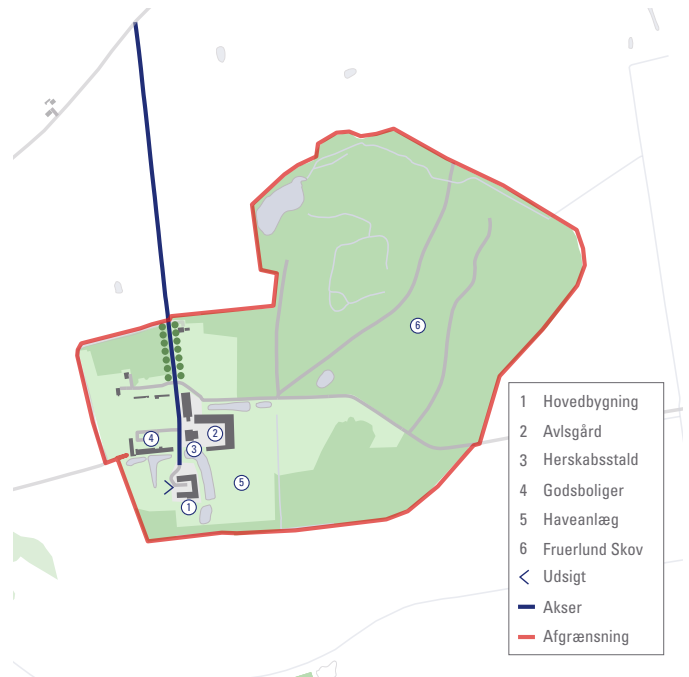 6
4
2
3
5
1
1 Hovedbygning
2 Avlsgård
3 Herskabsstald
4 Godsboliger
5 Haveanlæg
6 Fruerlund Skov
Udsigt
Akser
Afgrænsning